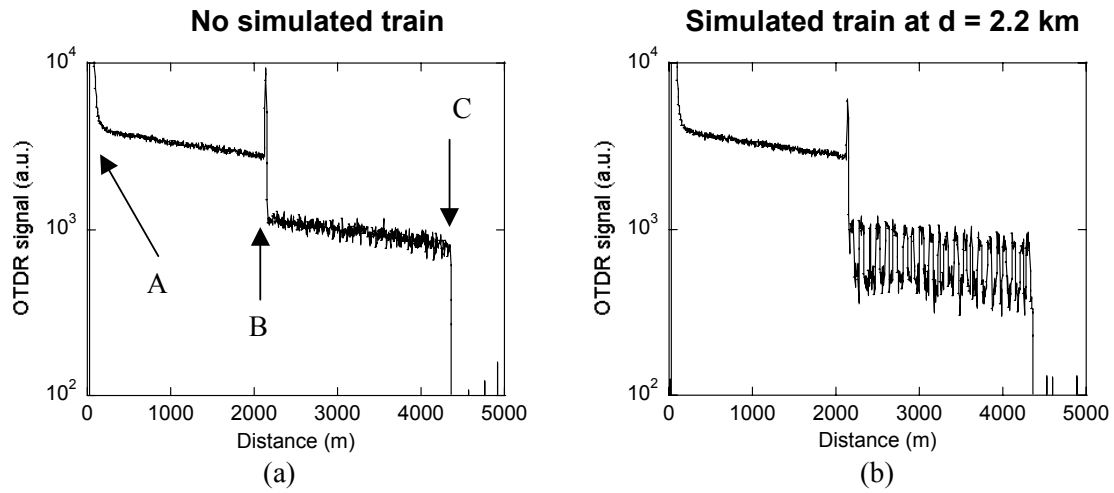 No simulated train
10^4
10^3
10^2
OTDR signal (a.u.)
A
B
C
0 1000 2000 3000 4000 5000
Distance (m)
(a)
Simulated train at d = 2.2 km
10^4
10^3
10^2
OTDR signal (a.u.)
0 1000 2000 3000 4000 5000
Distance (m)
(b)